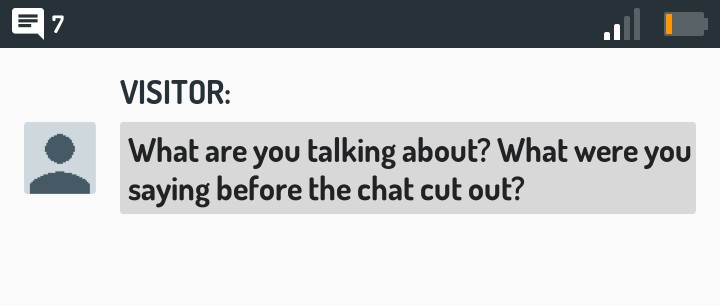 7
VISITOR:
What are you talking about? What were you
saying before the chat cut out?